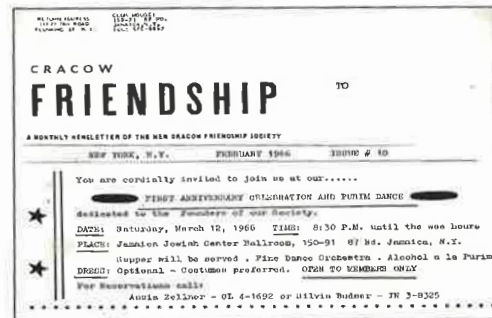 RETURN ADDRESS
CLUB HOUSE:
CRACOW
TO
FRIENDSHIP
A MONTHLY NEWSLETTER OF THE NEW CRACOW FRIENDSHIP SOCIETY
NEW YORK, N.Y. FEBRUARY 1966 ISSUE # 10
You are cordially invited to join us at our......
FIRST ANNIVERSARY CELEBRATION AND PURIM DANCE
dedicated to the Founders of our Society.
DATE: Saturday, March 12, 1966 TIME: 8:30 P.M. until the wee hours
PLACE: Jamaica Jewish Center Ballroom, 150-91 87 Rd. Jamaica, N.Y.
Supper will be served . Fine Dance Orchestra . Alcohol a la Purim
DRESS: Optional - Costumes preferred. OPEN TO MEMBERS ONLY
For Reservations call:
Zellner - OL 4-1692 or Silvia Budner - 3-8325